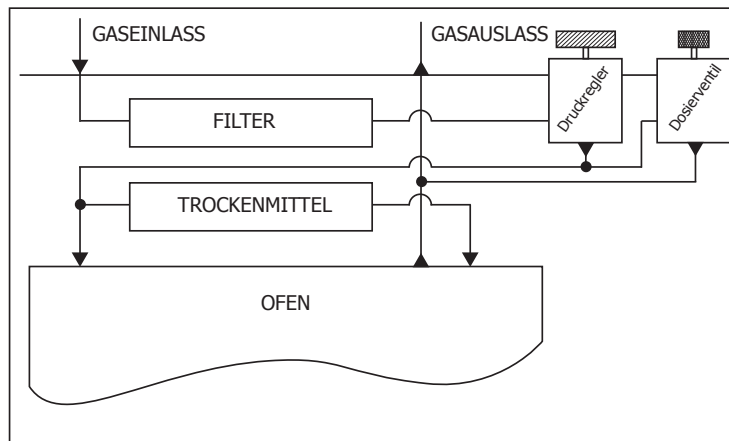 GASEINLASS
GASAUSLASS
FILTER
Druckregler
Dosierventil
TROCKENMITTEL
OFEN